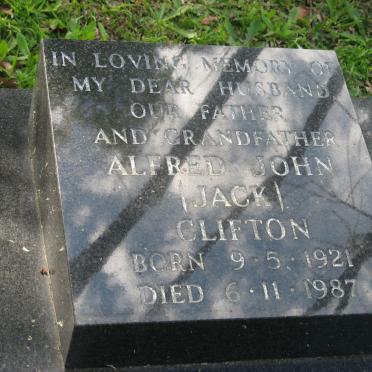 IN LOVING MEMORY OF
MY DEAR HUSBAND
OUR FATHER
AND GRANDFATHER
ALFRED JOHN
(JACK)
CLIFTON
BORN 9·5·1921
DIED 6·11·1987